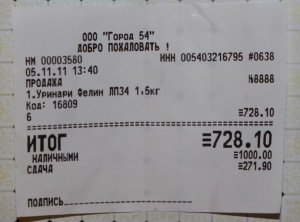 ООО "Город 54"
ДОБРО ПОЖАЛОВАТЬ !
НМ 00003580 ИНН 005403216795 #0638
05.11.11 13:40
ПРОДАЖА №8888
1.Уринари Фелин ЛП34 1,5кг
Код: 16809
6 ≡728.10
ИТОГ ≡728.10
НАЛИЧНЫМИ ≡1000.00
СДАЧА ≡271.90
ПОДПИСЬ